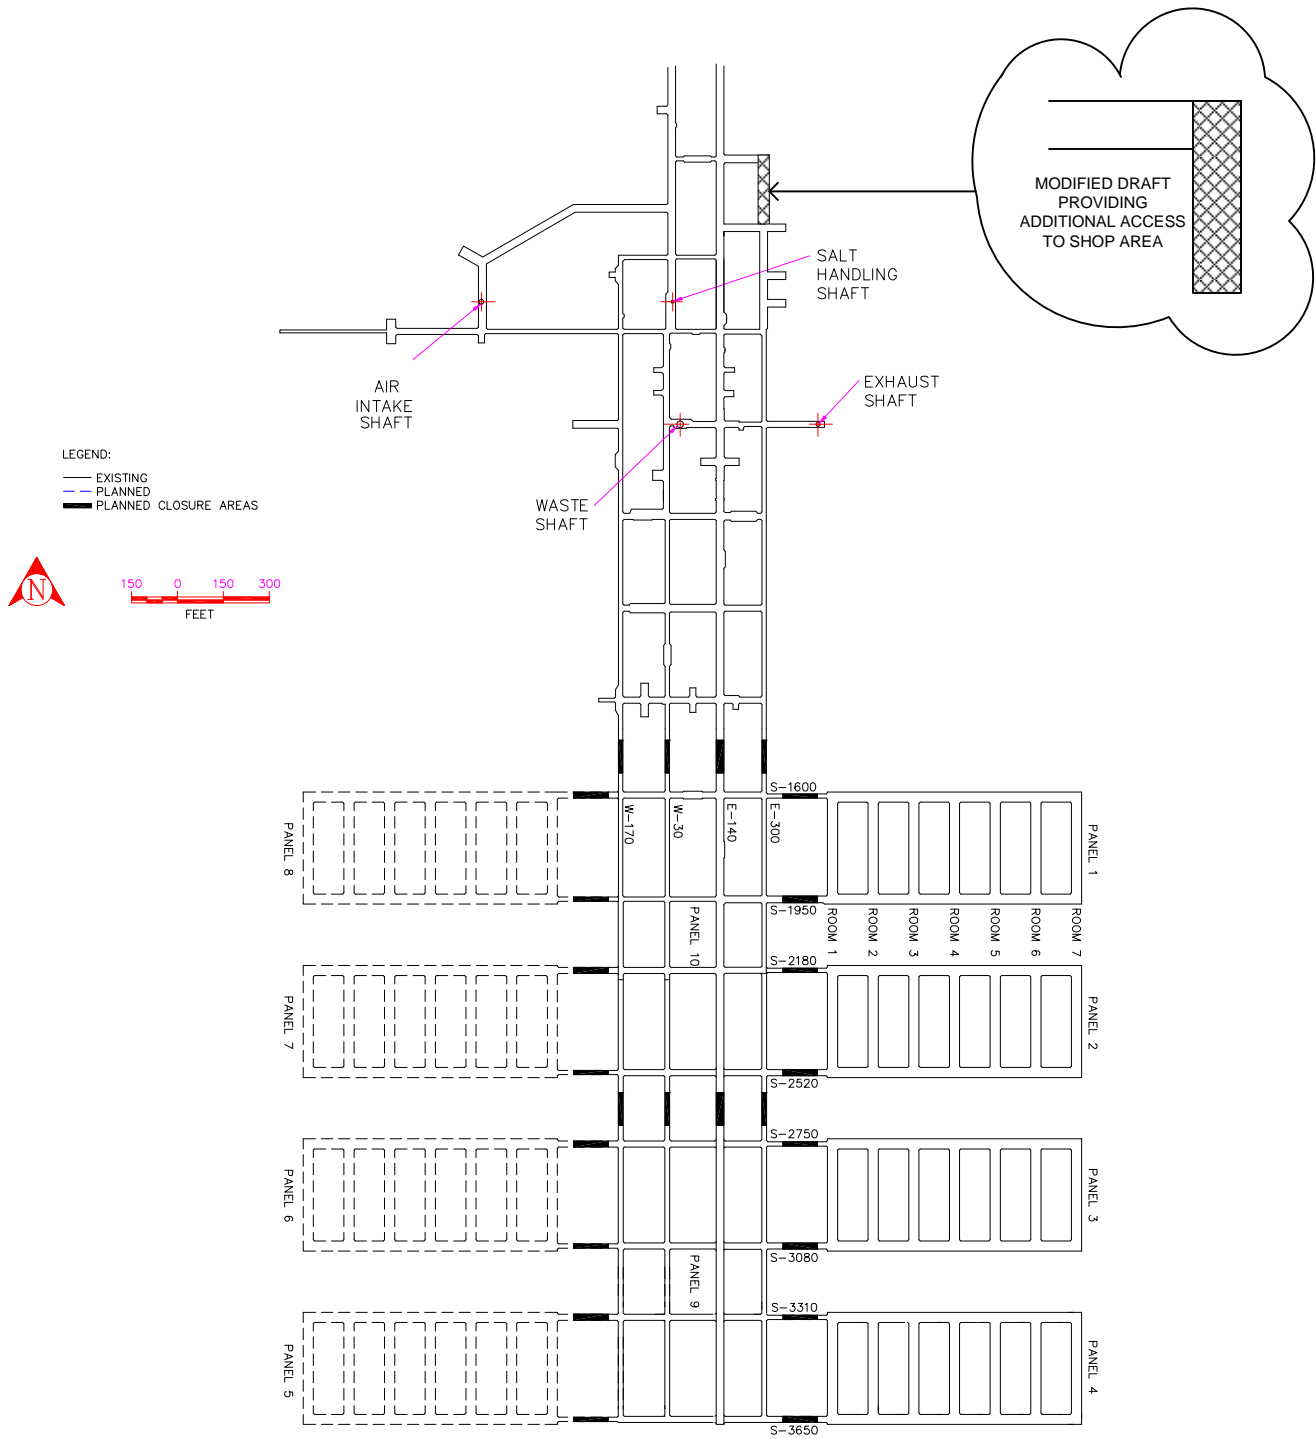 MODIFIED DRAFT
PROVIDING
ADDITIONAL ACCESS
TO SHOP AREA
SALT
HANDLING
SHAFT
AIR
INTAKE
SHAFT
EXHAUST
SHAFT
WASTE
SHAFT
LEGEND:
EXISTING
PLANNED
PLANNED CLOSURE AREAS
N
150 0 150 300
FEET
S-1600
W-170
W-30
E-140
E-300
PANEL 8
PANEL 1
S-1950
PANEL 10
ROOM 1
ROOM 2
ROOM 3
ROOM 4
ROOM 5
ROOM 6
ROOM 7
S-2180
PANEL 7
PANEL 2
S-2520
S-2750
PANEL 6
PANEL 3
S-3080
PANEL 9
S-3310
PANEL 5
PANEL 4
S-3650